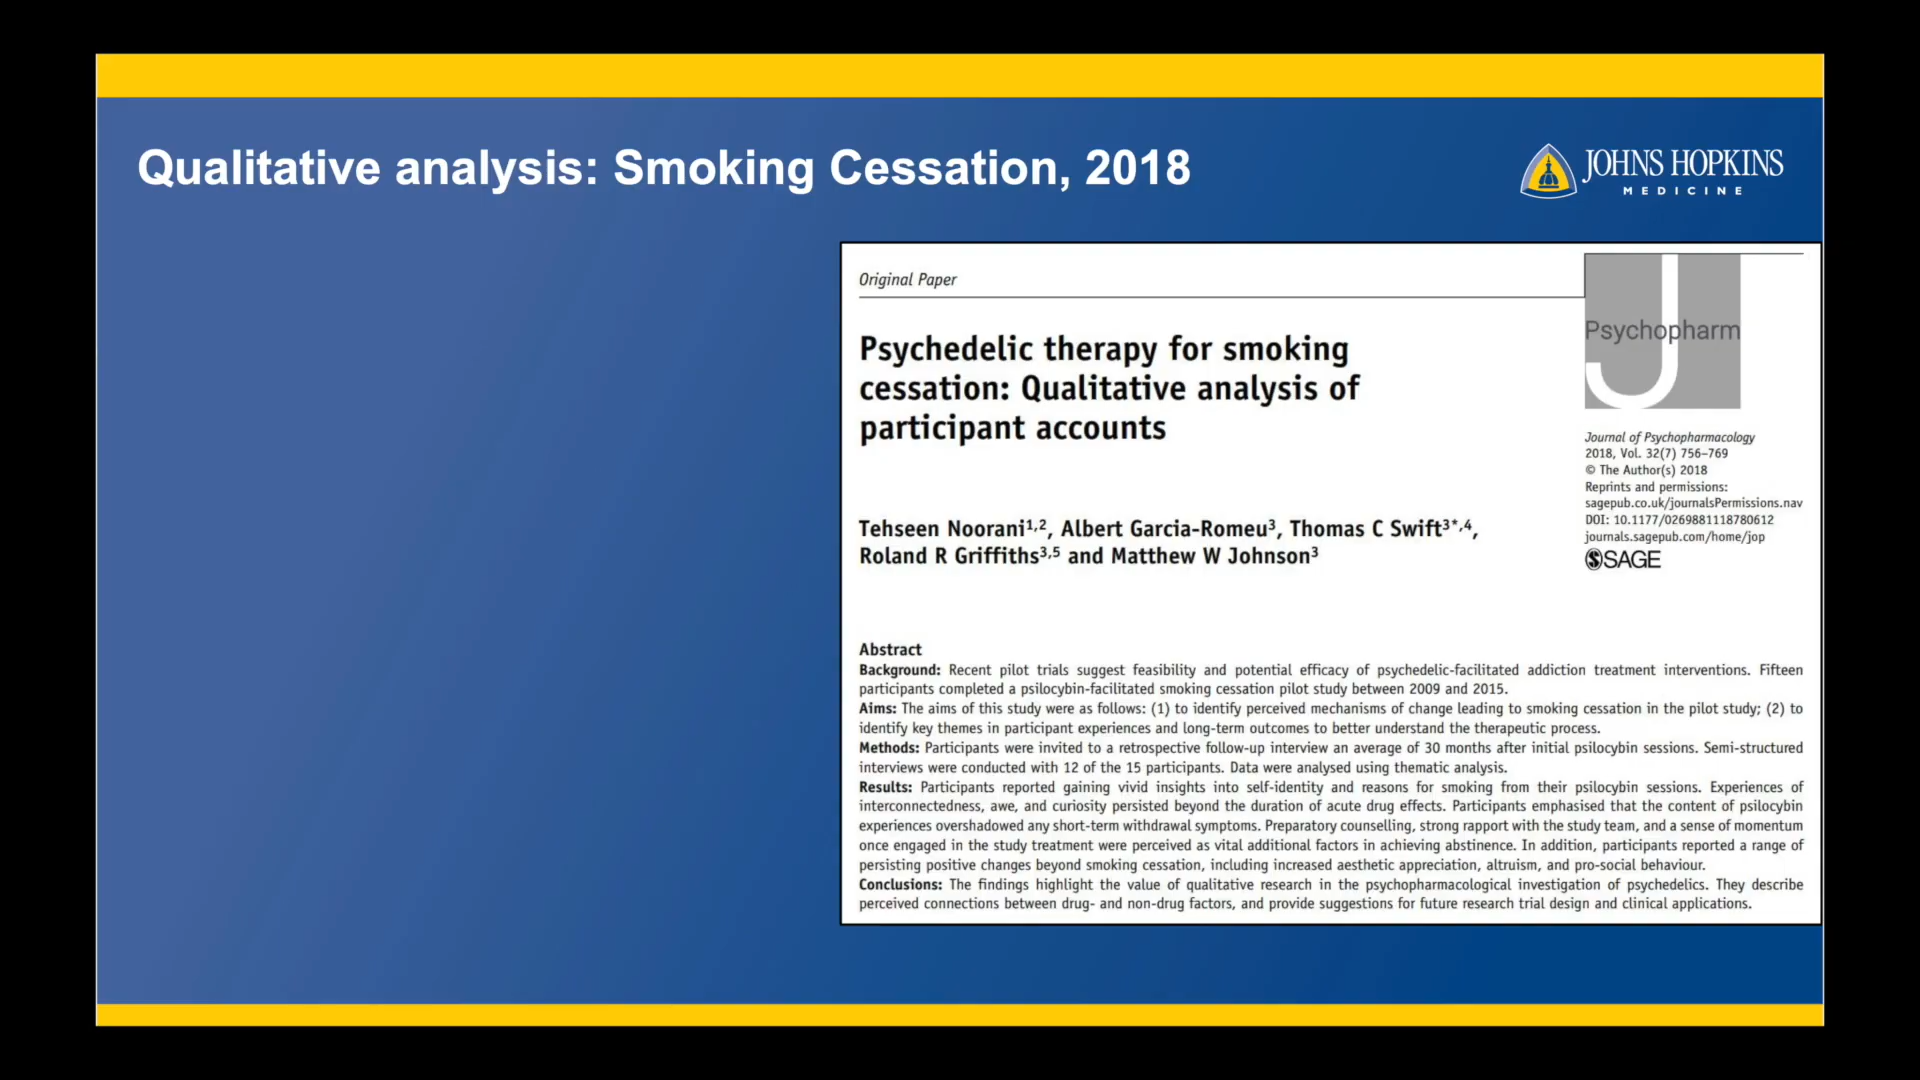 Qualitative analysis: Smoking Cessation, 2018
JOHNS HOPKINS
MEDICINE
Original Paper
Psychopharm
Psychedelic therapy for smoking
cessation: Qualitative analysis of
participant accounts
Journal of Psychopharmacology
2018, Vol. 32(7) 756–769
© The Author(s) 2018
Reprints and permissions:
sagepub.co.uk/journalsPermissions.nav
DOI: 10.1177/0269881118780612
journals.sagepub.com/home/jop
SAGE
Tehseen Noorani1,2, Albert Garcia-Romeu3, Thomas C Swift3*,4,
Roland R Griffiths3,5 and Matthew W Johnson3
Abstract
Background: Recent pilot trials suggest feasibility and potential efficacy of psychedelic-facilitated addiction treatment interventions. Fifteen
participants completed a psilocybin-facilitated smoking cessation pilot study between 2009 and 2015.
Aims: The aims of this study were as follows: (1) to identify perceived mechanisms of change leading to smoking cessation in the pilot study; (2) to
identify key themes in participant experiences and long-term outcomes to better understand the therapeutic process.
Methods: Participants were invited to a retrospective follow-up interview an average of 30 months after initial psilocybin sessions. Semi-structured
interviews were conducted with 12 of the 15 participants. Data were analysed using thematic analysis.
Results: Participants reported gaining vivid insights into self-identity and reasons for smoking from their psilocybin sessions. Experiences of
interconnectedness, awe, and curiosity persisted beyond the duration of acute drug effects. Participants emphasised that the content of psilocybin
experiences overshadowed any short-term withdrawal symptoms. Preparatory counselling, strong rapport with the study team, and a sense of momentum
once engaged in the study treatment were perceived as vital additional factors in achieving abstinence. In addition, participants reported a range of
persisting positive changes beyond smoking cessation, including increased aesthetic appreciation, altruism, and pro-social behaviour.
Conclusions: The findings highlight the value of qualitative research in the psychopharmacological investigation of psychedelics. They describe
perceived connections between drug- and non-drug factors, and provide suggestions for future research trial design and clinical applications.